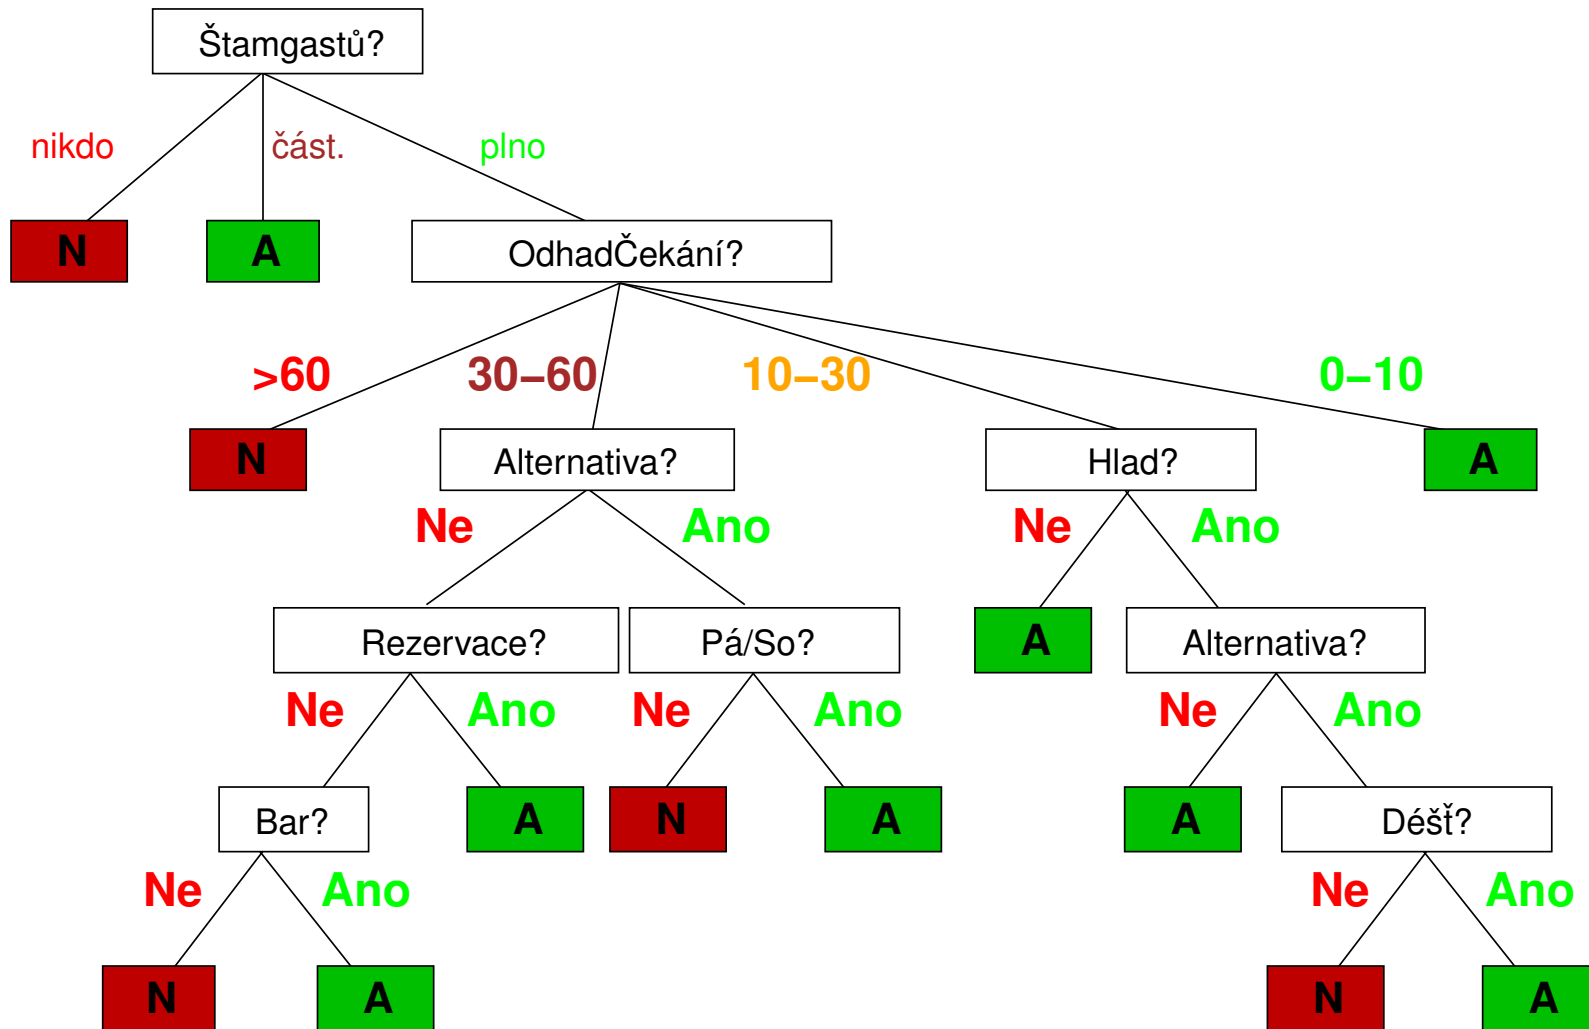 Štamgastů?
nikdo část. plno
N A OdhadČekání?
>60 30–60 10–30 0–10
N Alternativa? Hlad? A
Ne Ano Ne Ano
Rezervace? Pá/So? A Alternativa?
Ne Ano Ne Ano Ne Ano
Bar? A N A A Déšť?
Ne Ano Ne Ano
N A N A